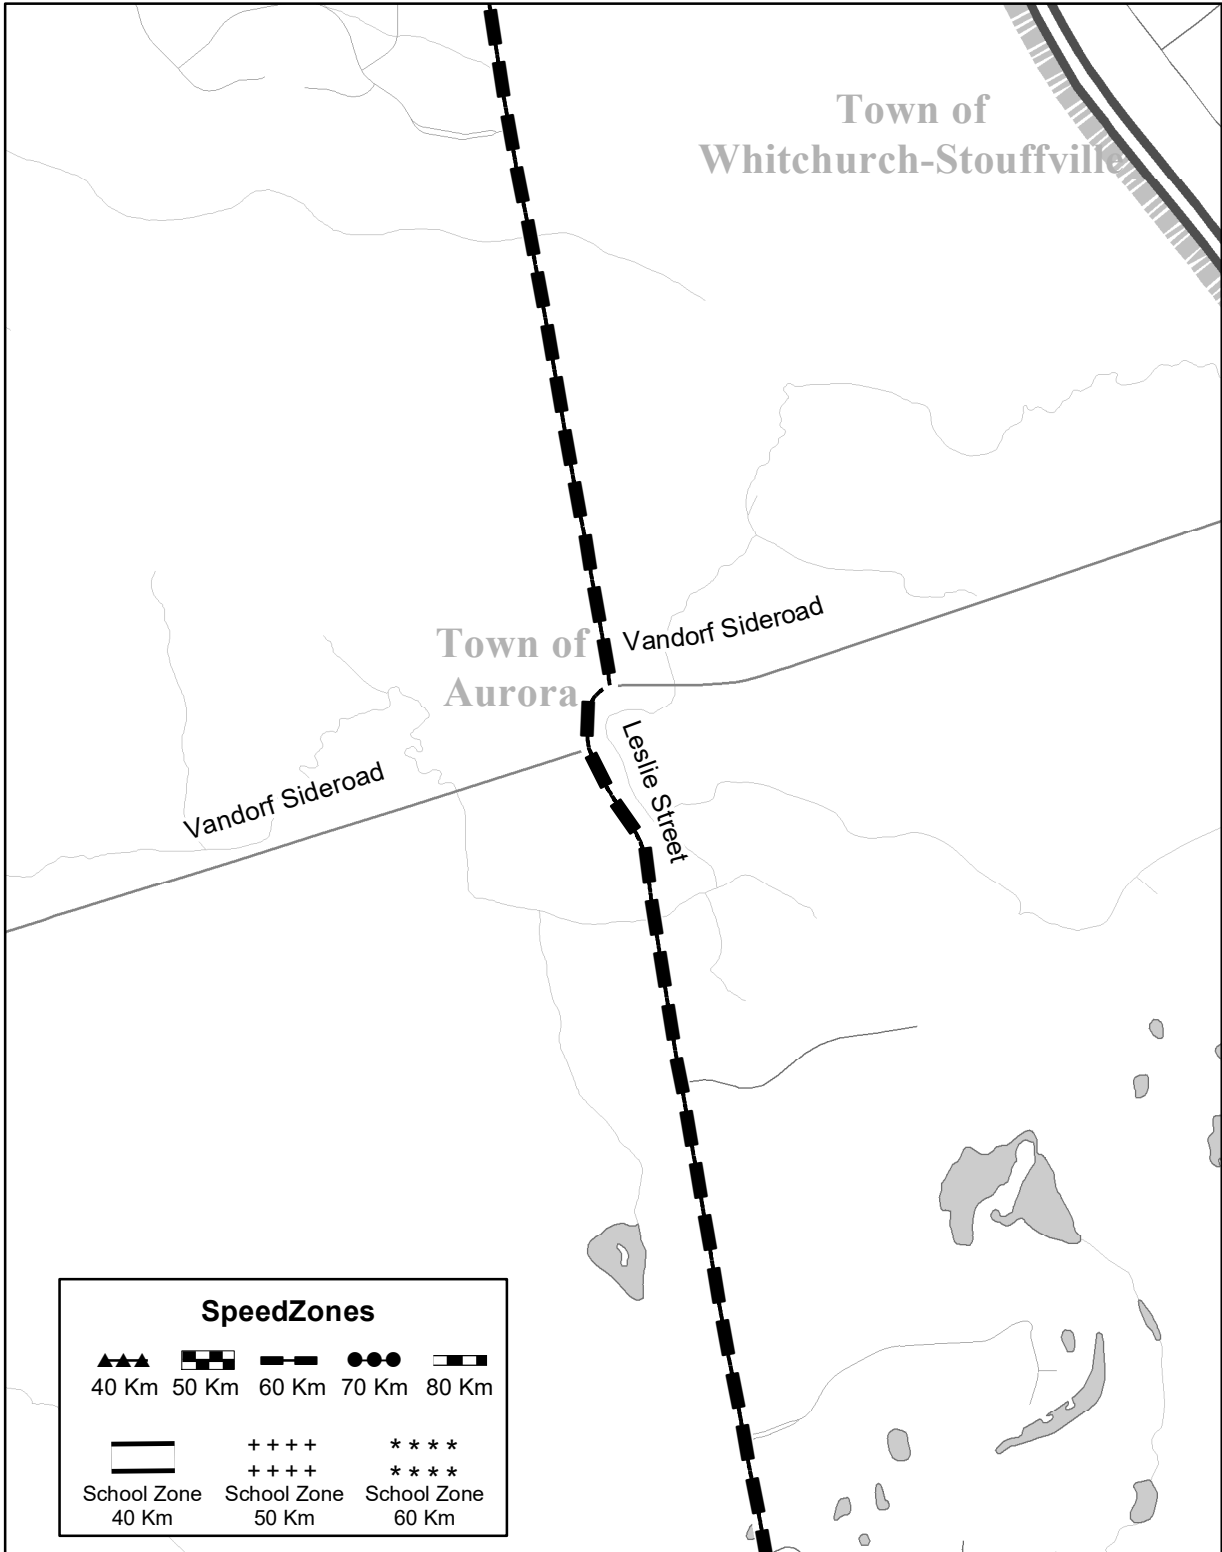 Town of
Whitchurch-Stouffville
Vandorf Sideroad
Town of
Aurora
Leslie Street
Vandorf Sideroad
SpeedZones
40 Km 50 Km 60 Km 70 Km 80 Km
School Zone School Zone School Zone
40 Km 50 Km 60 Km